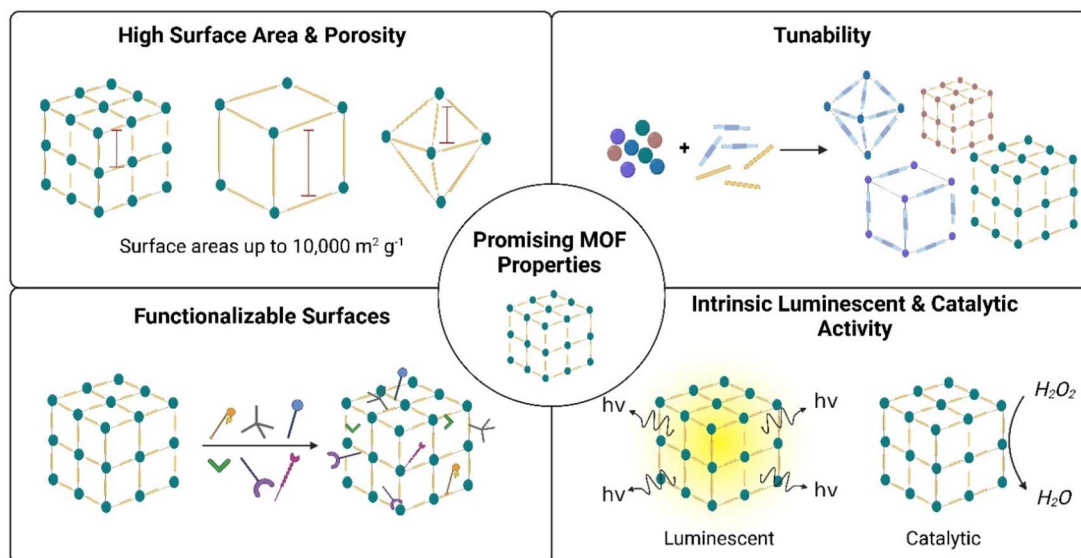 High Surface Area & Porosity
Surface areas up to 10,000 m² g⁻¹
Tunability
+
Promising MOF
Properties
Functionalizable Surfaces
Intrinsic Luminescent & Catalytic
Activity
hv
hv
hv
hv
Luminescent
H₂O₂
H₂O
Catalytic